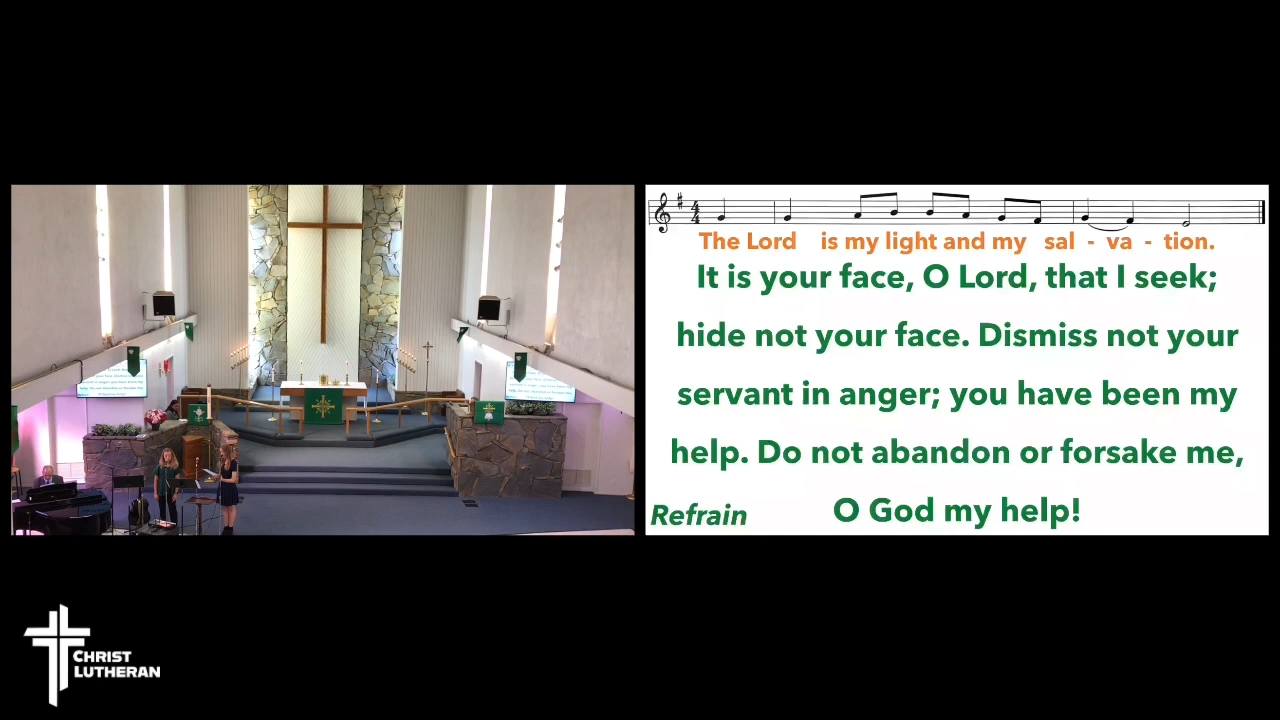 The Lord is my light and my sal - va - tion.
It is your face, O Lord, that I seek;
hide not your face. Dismiss not your
servant in anger; you have been my
help. Do not abandon or forsake me,
O God my help!
Refrain
CHRIST
LUTHERAN